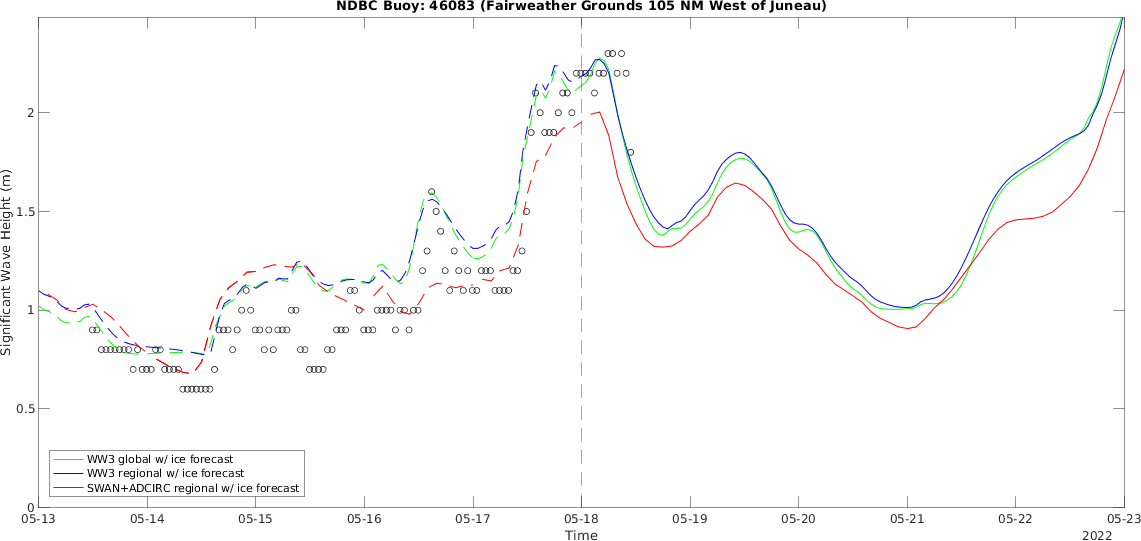 NDBC Buoy: 46083 (Fairweather Grounds 105 NM West of Juneau)
Significant Wave Height (m)
2
1.5
1
0.5
0
WW3 global w/ ice forecast
WW3 regional w/ ice forecast
SWAN+ADCIRC regional w/ ice forecast
05-13 05-14 05-15 05-16 05-17 05-18 05-19 05-20 05-21 05-22 05-23
Time
2022